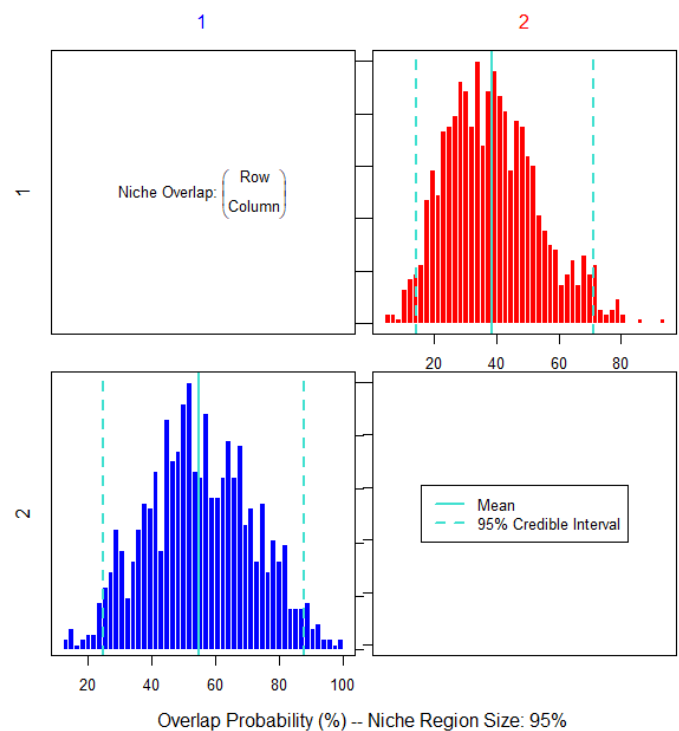 1
2
1
Niche Overlap: (Row
Column)
20 40 60 80
2
Mean
95% Credible Interval
20 40 60 80 100
Overlap Probability (%) -- Niche Region Size: 95%